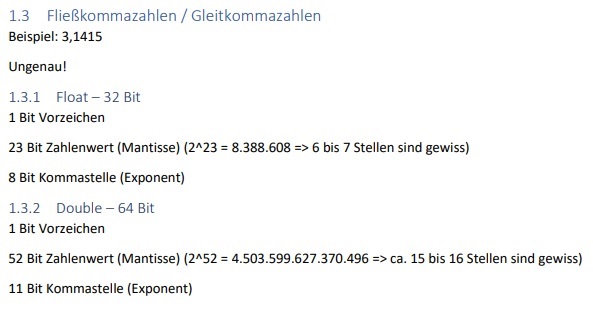 1.3 Fließkommazahlen / Gleitkommazahlen
Beispiel: 3,1415
Ungenau!
1.3.1 Float – 32 Bit
1 Bit Vorzeichen
23 Bit Zahlenwert (Mantisse) (2^23 = 8.388.608 => 6 bis 7 Stellen sind gewiss)
8 Bit Kommastelle (Exponent)
1.3.2 Double – 64 Bit
1 Bit Vorzeichen
52 Bit Zahlenwert (Mantisse) (2^52 = 4.503.599.627.370.496 => ca. 15 bis 16 Stellen sind gewiss)
11 Bit Kommastelle (Exponent)